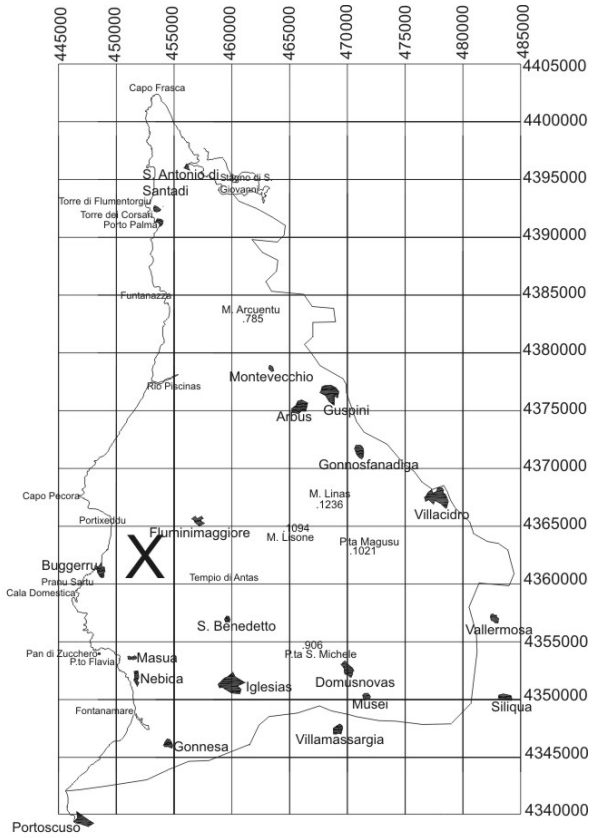 445000 450000 455000 460000 465000 470000 475000 480000 485000
4405000
Capo Frasca
4400000
S. Antonio di
Santadi
Stagno di S.
Giovanni
4395000
Torre di Flumentorgiu
Torre dei Corsari
Porto Palma
4390000
Funtanazza
4385000
M. Arcuentu
.785
4380000
Montevecchio
Rio Piscinas
Guspini
Arbus
4375000
Gonnosfanadiga
4370000
Capo Pecora
M. Linas
.1236
Villacidro
Portixeddu
Fluminimaggiore
1094
M. Lisone
4365000
P.ta Magusu
.1021
Buggerru
X
Pranu Sartu
Cala Domestica
Tempio di Antas
4360000
S. Benedetto
Vallermosa
4355000
Pan di Zucchero
P.to Flavia
Masua
.906
P.ta S. Michele
Nebida
Iglesias
Domusnovas
4350000
Musei
Siliqua
Fontanamare
Gonnesa
Villamassargia
4345000
4340000
Portoscuso